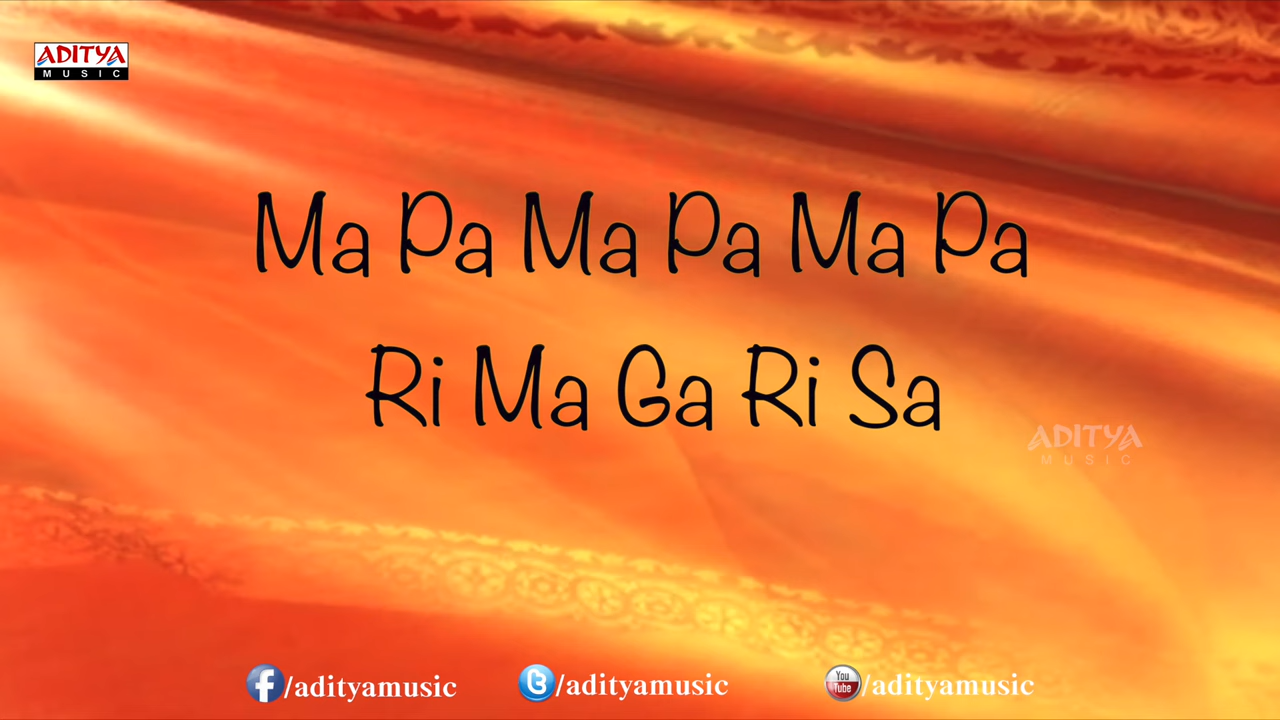 ADITYA
MUSIC
Ma Pa Ma Pa Ma Pa
Ri Ma Ga Ri Sa
ADITYA
MUSIC
f/adityamusic
t/adityamusic
You
Tube/adityamusic